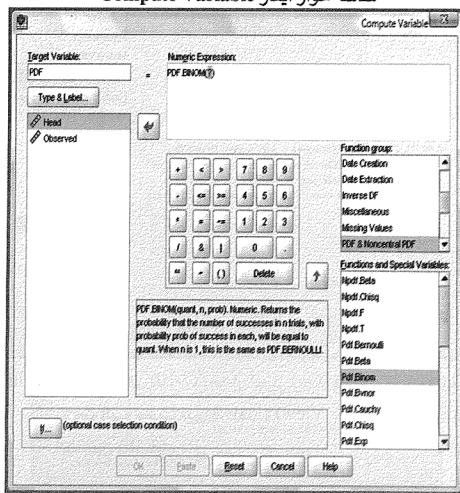 حوار ايعاز Compute Variable
Compute Variable
Target Variable:
PDF
=
Numeric Expression:
PDF.BINOM(?)
Type & Label...
Head
Observed
+ < > 7 8 9
- <= >= 4 5 6
* = ~= 1 2 3
/ & | 0 .
** ~ () Delete
Function group:
Date Creation
Date Extraction
Inverse DF
Miscellaneous
Missing Values
PDF & Noncentral PDF
Functions and Special Variables:
Npdf.Beta
Npdf.Chisq
Npdf.F
Npdf.T
Pdf.Bernoulli
Pdf.Beta
Pdf.Binom
Pdf.Bvnor
Pdf.Cauchy
Pdf.Chisq
Pdf.Exp
PDF.BINOM(quant, n, prob). Numeric. Returns the
probability that the number of successes in n trials, with
probability prob of success in each, will be equal to
quant. When n is 1, this is the same as PDF.BERNOULLI.
If... (optional case selection condition)
OK Paste Reset Cancel Help